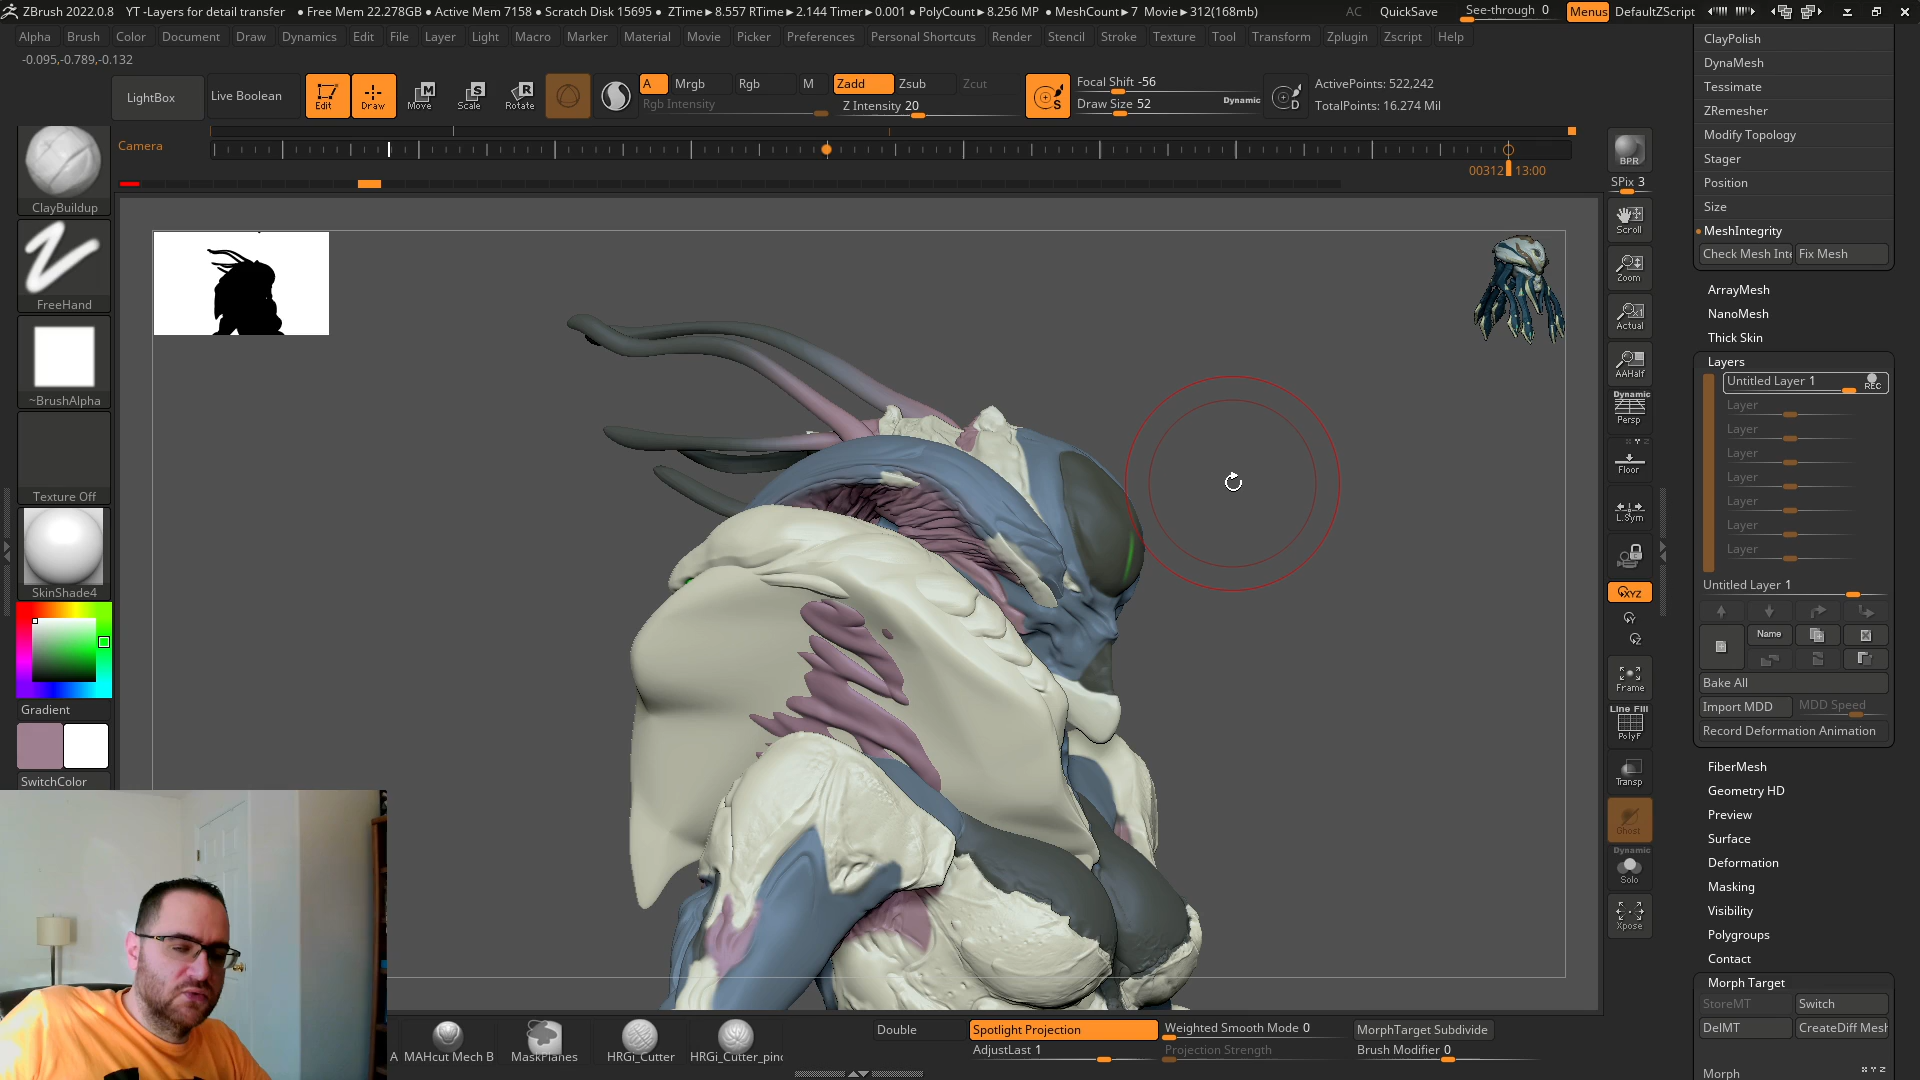 ZBrush 2022.0.8 YT -Layers for detail transfer ● Free Mem 22.278GB ● Active Mem 7158 ● Scratch Disk 15695 ● ZTime►8.557 RTime►2.144 Timer►0.001 ● PolyCount►8.256 MP ● MeshCount►7 Movie►312(168mb) AC QuickSave See-through 0 Menus DefaultZScript
Alpha Brush Color Document Draw Dynamics Edit File Layer Light Macro Marker Material Movie Picker Preferences Personal Shortcuts Render Stencil Stroke Texture Tool Transform Zplugin Zscript Help
-0.095,-0.789,-0.132
LightBox Live Boolean Edit Draw Move Scale Rotate
A Mrgb Rgb M Zadd Zsub Zcut
Rgb Intensity Z Intensity 20
Focal Shift -56
Draw Size 52 Dynamic
ActivePoints: 522,242
TotalPoints: 16.274 Mil
Camera
00312 13:00
ClayBuildup
FreeHand
~BrushAlpha
Texture Off
SkinShade4
Gradient
SwitchColor
BPR
SPix 3
Scroll
Zoom
Actual
AAHalf
Dynamic
Persp
Floor
L.Sym
XYZ
Frame
Line Fill
PolyF
Transp
Ghost
Dynamic
Solo
Xpose
ClayPolish
DynaMesh
Tessimate
ZRemesher
Modify Topology
Stager
Position
Size
MeshIntegrity
Check Mesh Int Fix Mesh
ArrayMesh
NanoMesh
Thick Skin
Layers
Untitled Layer 1 REC
Layer
Layer
Layer
Layer
Layer
Layer
Layer
Untitled Layer 1
Name
Bake All
Import MDD MDD Speed
Record Deformation Animation
FiberMesh
Geometry HD
Preview
Surface
Deformation
Masking
Visibility
Polygroups
Contact
Morph Target
StoreMT Switch
DelMT CreateDiff Mesh
Morph
A MAHcut Mech B MaskPlanes HRGi_Cutter HRGi_Cutter_pinc
Double Spotlight Projection Weighted Smooth Mode 0 MorphTarget Subdivide
AdjustLast 1 Projection Strength Brush Modifier 0